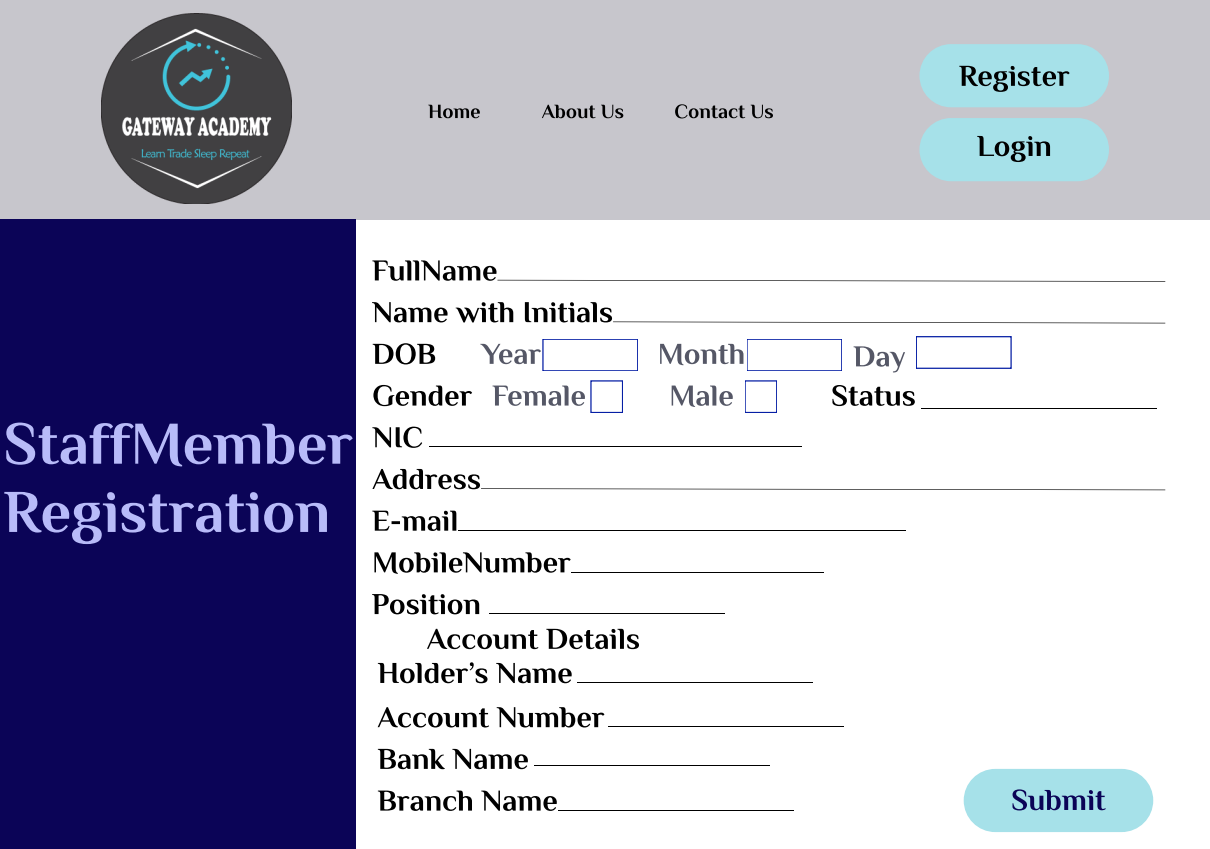 GATEWAY ACADEMY
Learn Trade Sleep Repeat
Home About Us Contact Us
Register
Login
StaffMember
Registration
FullName
Name with Initials
DOB Year Month Day
Gender Female Male Status
NIC
Address
E-mail
MobileNumber
Position
Account Details
Holder’s Name
Account Number
Bank Name
Branch Name
Submit